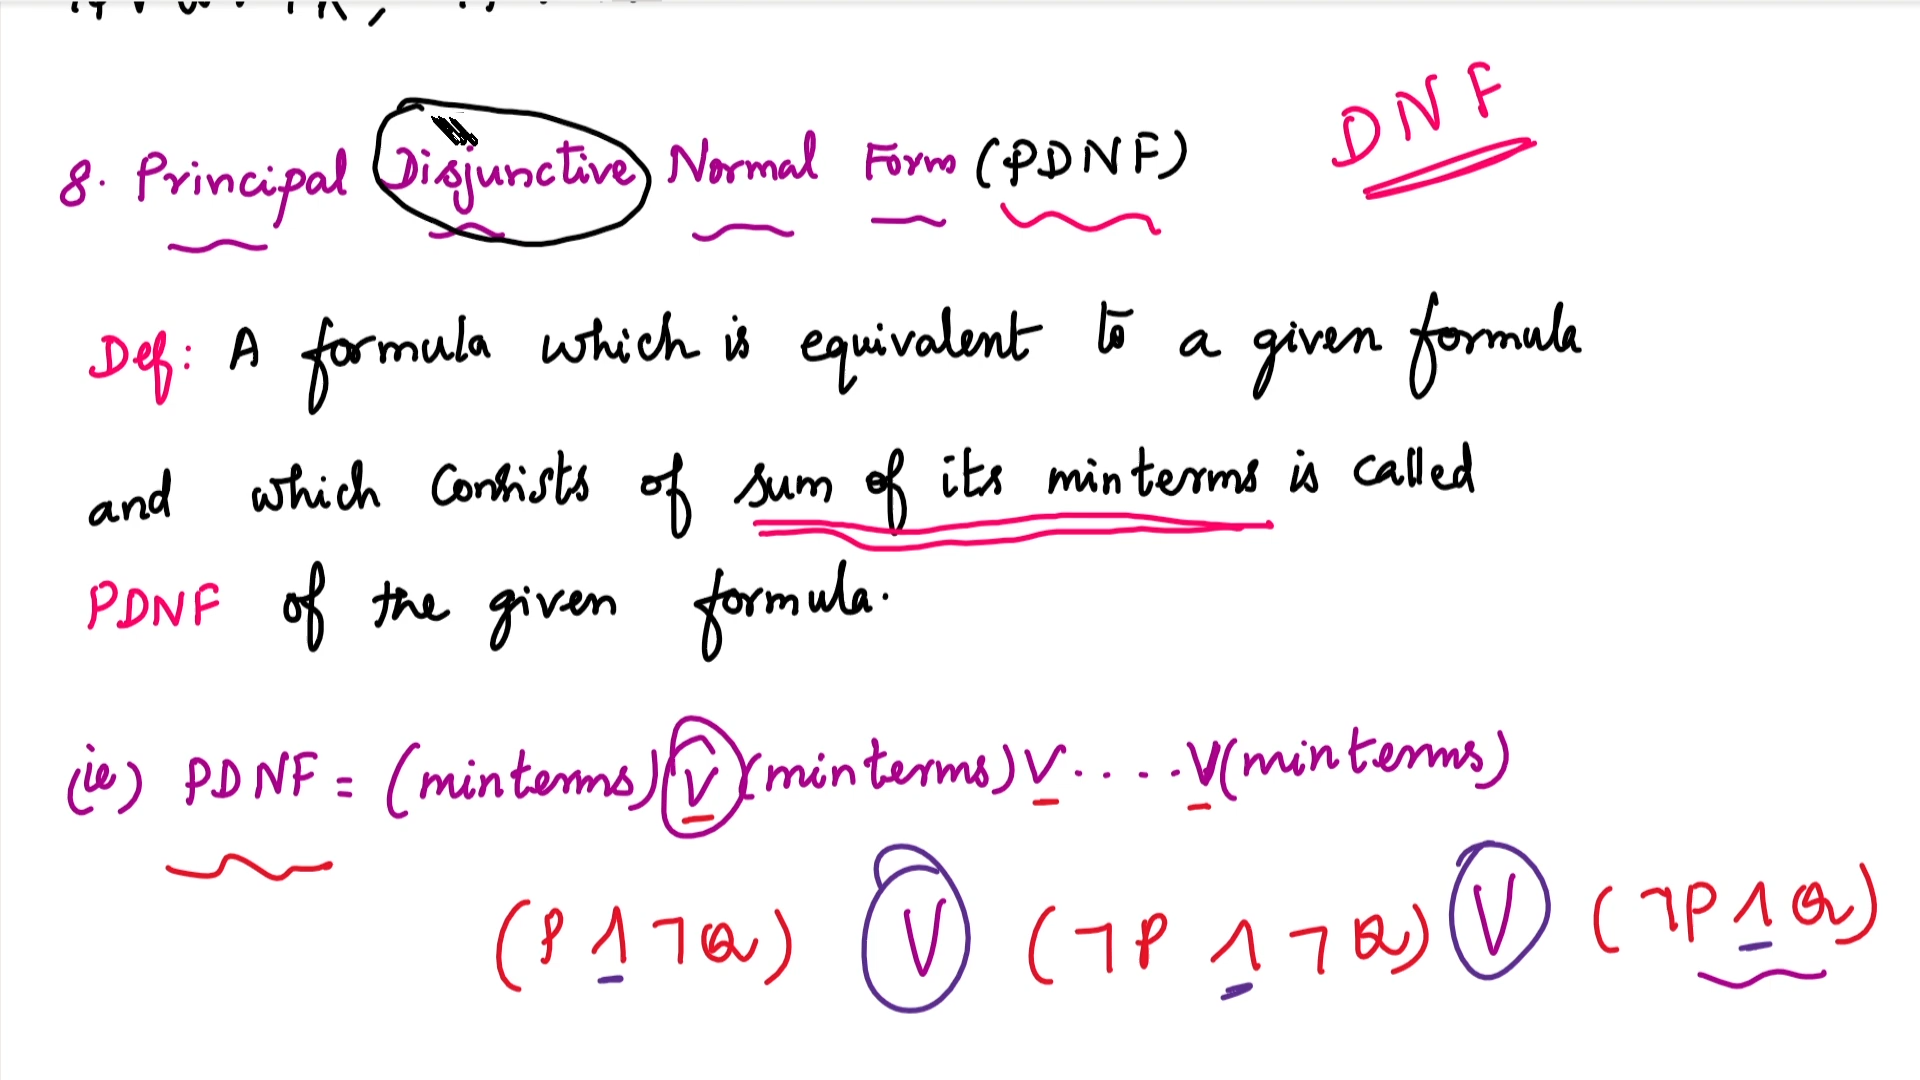 8. Principal Disjunctive Normal Form (PDNF) DNF
Def: A formula which is equivalent to a given formula
and which consists of sum of its minterms is called
PDNF of the given formula.
(ie) PDNF = (minterms) V (minterms) V . . . . V (minterms)
(P ∧ ¬Q) V (¬P ∧ ¬Q) V (¬P ∧ Q)